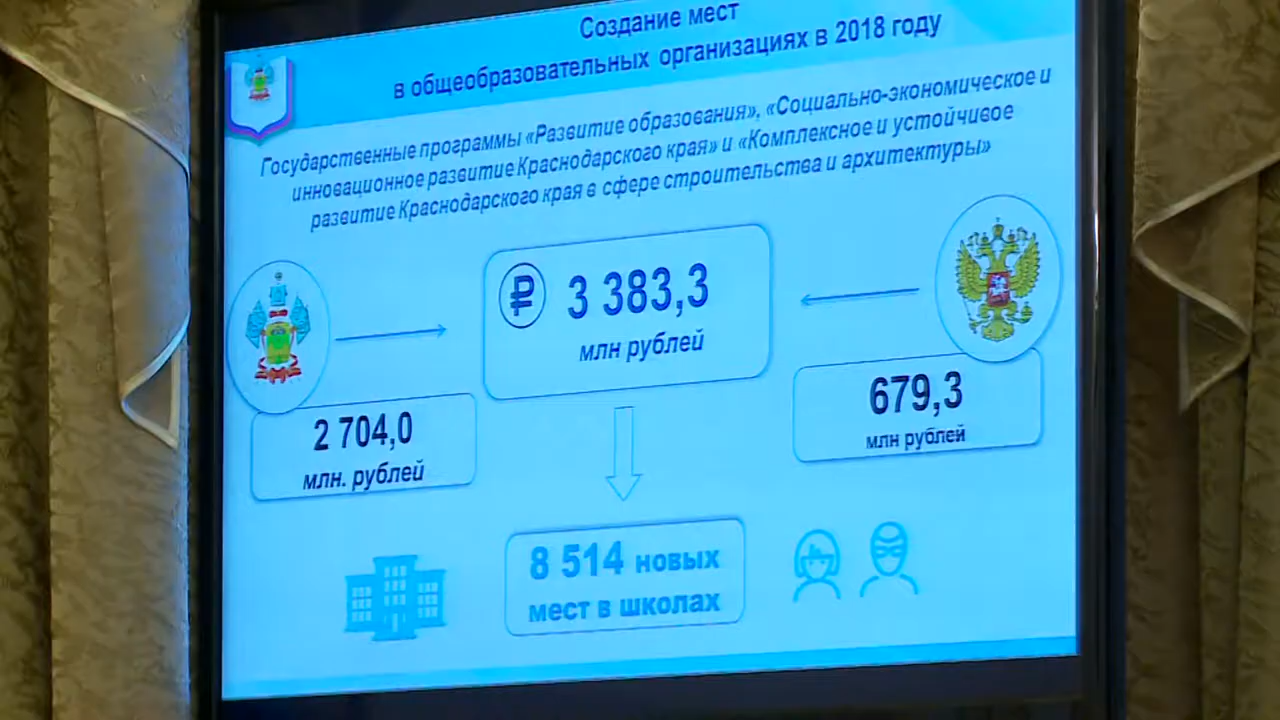 Создание мест
в общеобразовательных организациях в 2018 году
Государственные программы «Развитие образования», «Социально-экономическое и
инновационное развитие Краснодарского края» и «Комплексное и устойчивое
развитие Краснодарского края в сфере строительства и архитектуры»
₽ 3 383,3
млн рублей
2 704,0
млн. рублей
679,3
млн рублей
8 514 новых
мест в школах